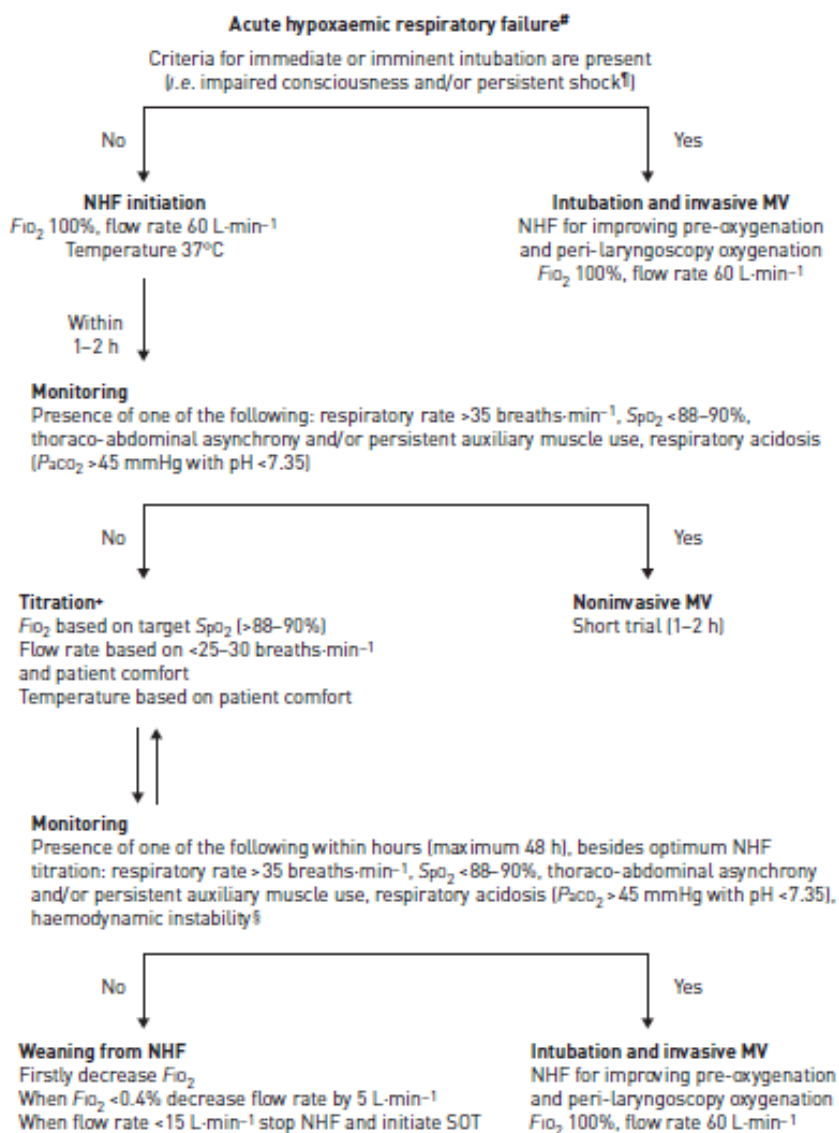 Acute hypoxaemic respiratory failure#
Criteria for immediate or imminent intubation are present
(i.e. impaired consciousness and/or persistent shock¶)
No
Yes
NHF initiation
FIO₂ 100%, flow rate 60 L·min⁻¹
Temperature 37°C
Intubation and invasive MV
NHF for improving pre-oxygenation
and peri-laryngoscopy oxygenation
FIO₂ 100%, flow rate 60 L·min⁻¹
Within
1–2 h
Monitoring
Presence of one of the following: respiratory rate >35 breaths·min⁻¹, SpO₂ <88–90%,
thoraco-abdominal asynchrony and/or persistent auxiliary muscle use, respiratory acidosis
(PaCO₂ >45 mmHg with pH <7.35)
No
Yes
Titration+
FIO₂ based on target SpO₂ (>88–90%)
Flow rate based on <25–30 breaths·min⁻¹
and patient comfort
Temperature based on patient comfort
Noninvasive MV
Short trial (1–2 h)
Monitoring
Presence of one of the following within hours (maximum 48 h), besides optimum NHF
titration: respiratory rate >35 breaths·min⁻¹, SpO₂ <88–90%, thoraco-abdominal asynchrony
and/or persistent auxiliary muscle use, respiratory acidosis (PaCO₂ >45 mmHg with pH <7.35),
haemodynamic instability§
No
Yes
Weaning from NHF
Firstly decrease FIO₂
When FIO₂ <0.4% decrease flow rate by 5 L·min⁻¹
When flow rate <15 L·min⁻¹ stop NHF and initiate SOT
Intubation and invasive MV
NHF for improving pre-oxygenation
and peri-laryngoscopy oxygenation
FIO₂ 100%, flow rate 60 L·min⁻¹